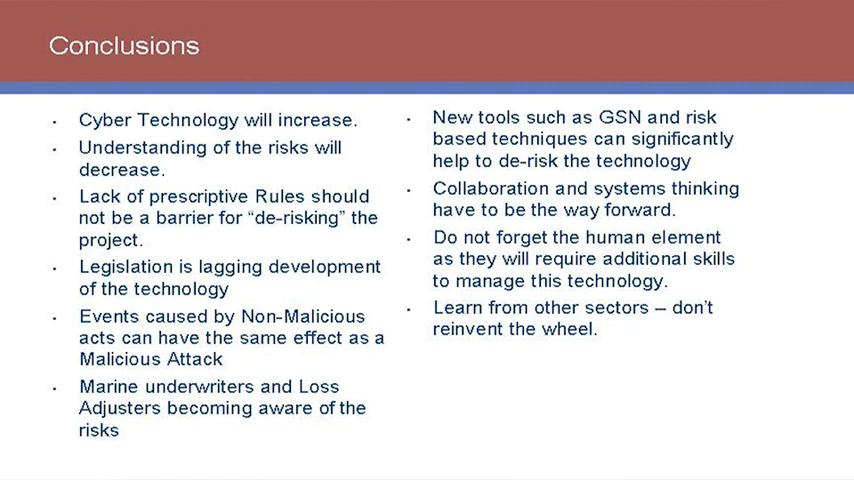 Conclusions
Cyber Technology will increase.
Understanding of the risks will
decrease.
Lack of prescriptive Rules should
not be a barrier for “de-risking” the
project.
Legislation is lagging development
of the technology
Events caused by Non-Malicious
acts can have the same effect as a
Malicious Attack
Marine underwriters and Loss
Adjusters becoming aware of the
risks
New tools such as GSN and risk
based techniques can significantly
help to de-risk the technology
Collaboration and systems thinking
have to be the way forward.
Do not forget the human element
as they will require additional skills
to manage this technology.
Learn from other sectors – don’t
reinvent the wheel.